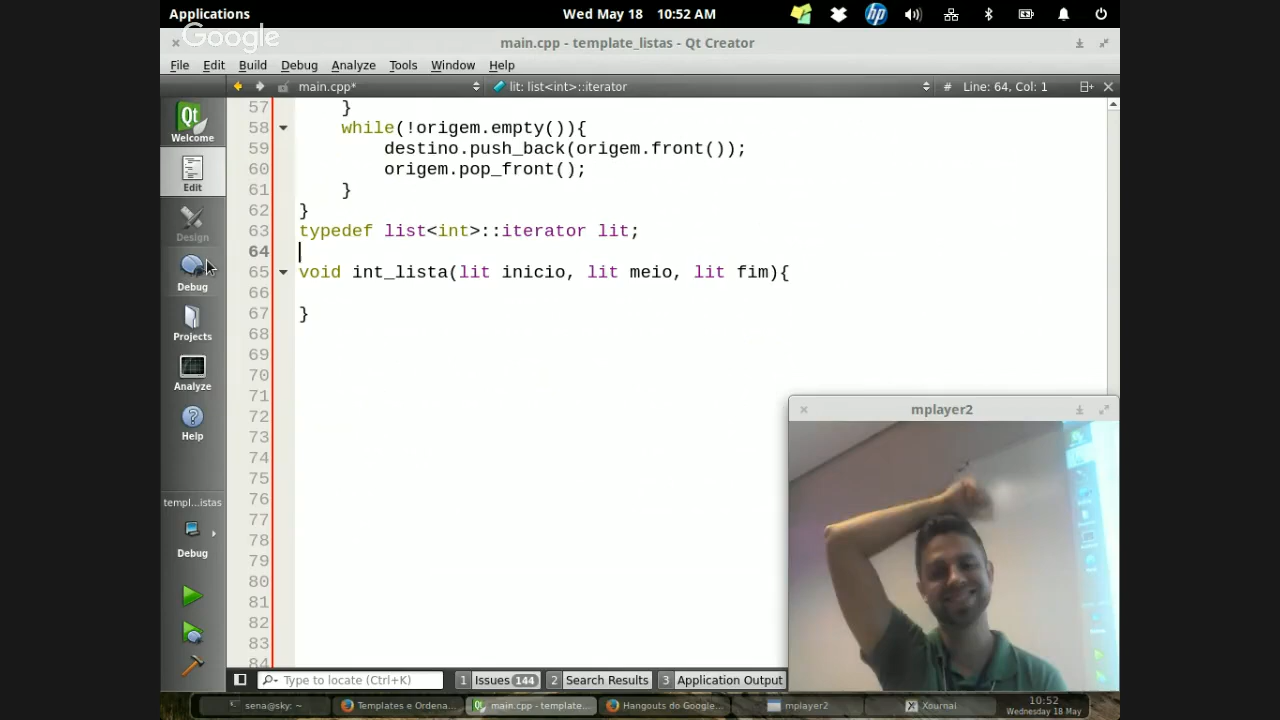 Applications
Wed May 18 10:52 AM
Google
main.cpp - template_listas - Qt Creator
File Edit Build Debug Analyze Tools Window Help
main.cpp*
lit: list<int>::iterator
# Line: 64, Col: 1
Welcome
Edit
Design
Debug
Projects
Analyze
Help
templ...istas
Debug
57 }
58 while(!origem.empty()){
59 destino.push_back(origem.front());
60 origem.pop_front();
61 }
62 }
63 typedef list<int>::iterator lit;
64
65 void int_lista(lit inicio, lit meio, lit fim){
66
67 }
68
69
70
71
72
73
74
75
76
77
78
79
80
81
82
83
84
mplayer2
Type to locate (Ctrl+K)
1 Issues 144 2 Search Results 3 Application Output
sena@sky: ~
Templates e Ordena...
main.cpp - template...
Hangouts do Google...
mplayer2
Xournal
10:52
Wednesday 18 May